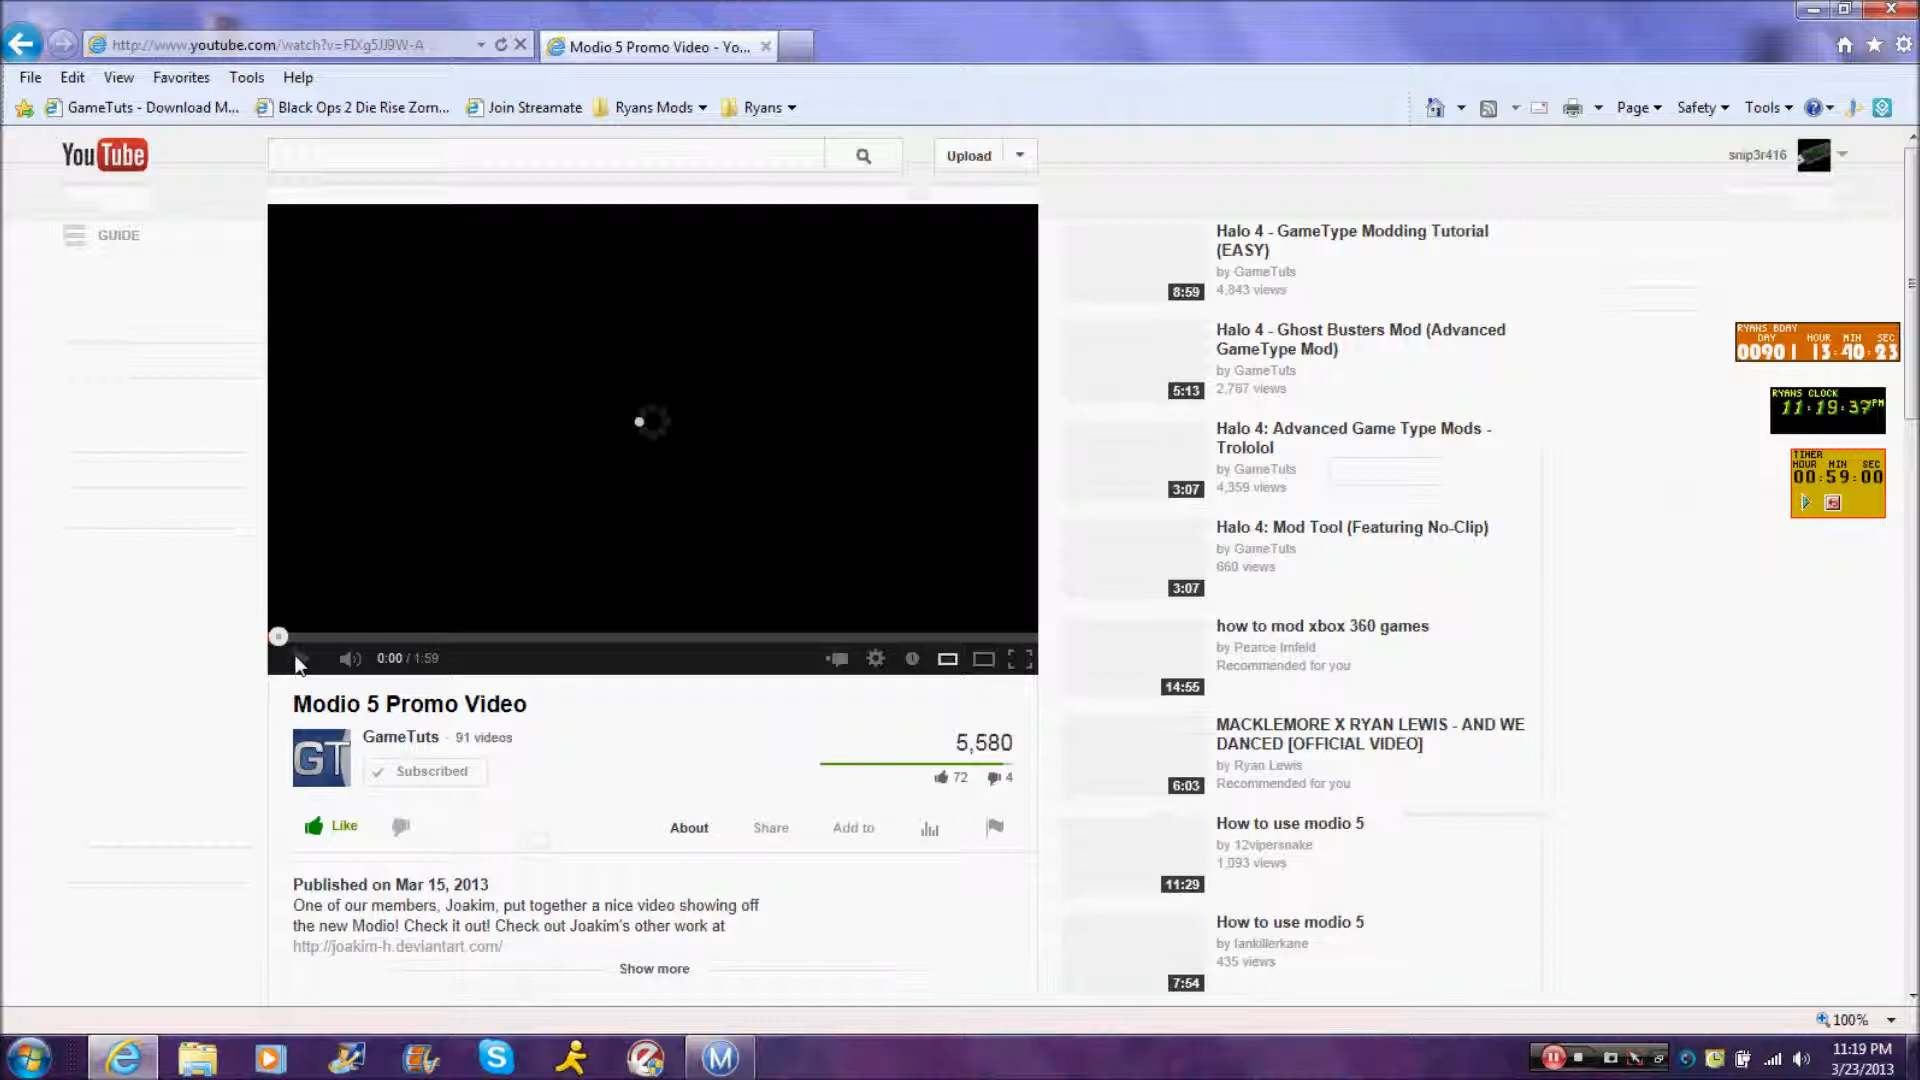 http://www.youtube.com/watch?v=FlXg5JJ9W-A
Modio 5 Promo Video - Yo...
File Edit View Favorites Tools Help
GameTuts - Download M... Black Ops 2 Die Rise Zom... Join Streamate Ryans Mods Ryans
Page Safety Tools
YouTube
Upload
snip3r416
GUIDE
0:00 / 1:59
Modio 5 Promo Video
GT
GameTuts · 91 videos
Subscribed
5,580
72 4
Like
About Share Add to
Published on Mar 15, 2013
One of our members, Joakim, put together a nice video showing off
the new Modio! Check it out! Check out Joakim's other work at
http://joakim-h.deviantart.com/
Show more
Halo 4 - GameType Modding Tutorial
(EASY)
by GameTuts
4,843 views
8:59
Halo 4 - Ghost Busters Mod (Advanced
GameType Mod)
by GameTuts
2,767 views
5:13
Halo 4: Advanced Game Type Mods -
Trololol
by GameTuts
4,359 views
3:07
Halo 4: Mod Tool (Featuring No-Clip)
by GameTuts
660 views
3:07
how to mod xbox 360 games
by Pearce Imfeld
Recommended for you
14:55
MACKLEMORE X RYAN LEWIS - AND WE
DANCED [OFFICIAL VIDEO]
by Ryan Lewis
Recommended for you
6:03
How to use modio 5
by 12vipersnake
1,093 views
11:29
How to use modio 5
by Iankillerkane
435 views
7:54
RYANS BDAY
DAY HOUR MIN SEC
00901 13:40:23
RYANS CLOCK
11:19:37 PM
TIMER
HOUR MIN SEC
00:59:00
100%
M
11:19 PM
3/23/2013